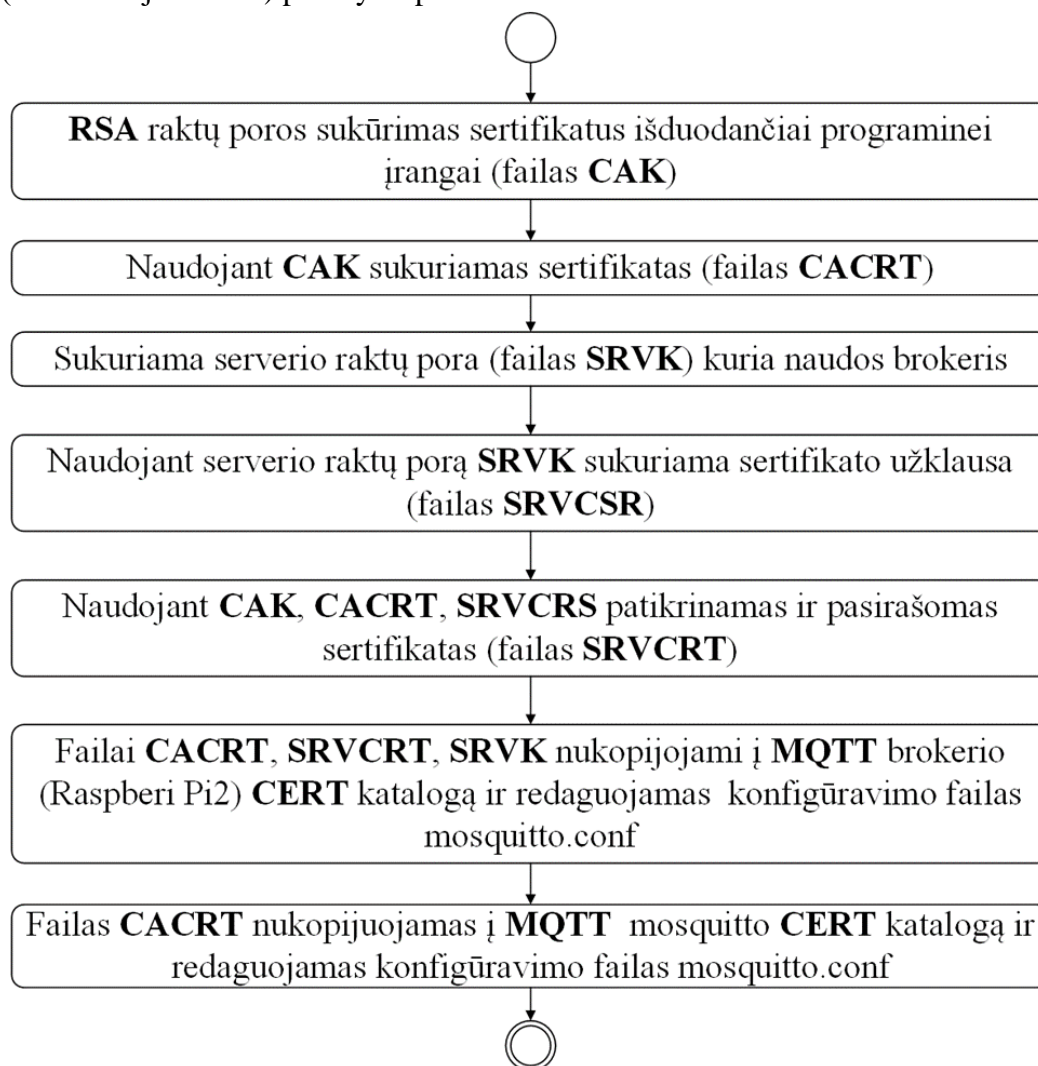 RSA raktų poros sukūrimas sertifikatus išduodančiai programinei
įrangai (failas CAK)
Naudojant CAK sukuriamas sertifikatas (failas CACRT)
Sukuriama serverio raktų pora (failas SRVK) kuria naudos brokeris
Naudojant serverio raktų porą SRVK sukuriama sertifikato užklausa
(failas SRVCSR)
Naudojant CAK, CACRT, SRVCRS patikrinamas ir pasirašomas
sertifikatas (failas SRVCRT)
Failai CACRT, SRVCRT, SRVK nukopijojami į MQTT brokerio
(Raspberi Pi2) CERT katalogą ir redaguojamas konfigūravimo failas
mosquitto.conf
Failas CACRT nukopijuojamas į MQTT mosquitto CERT katalogą ir
redaguojamas konfigūravimo failas mosquitto.conf